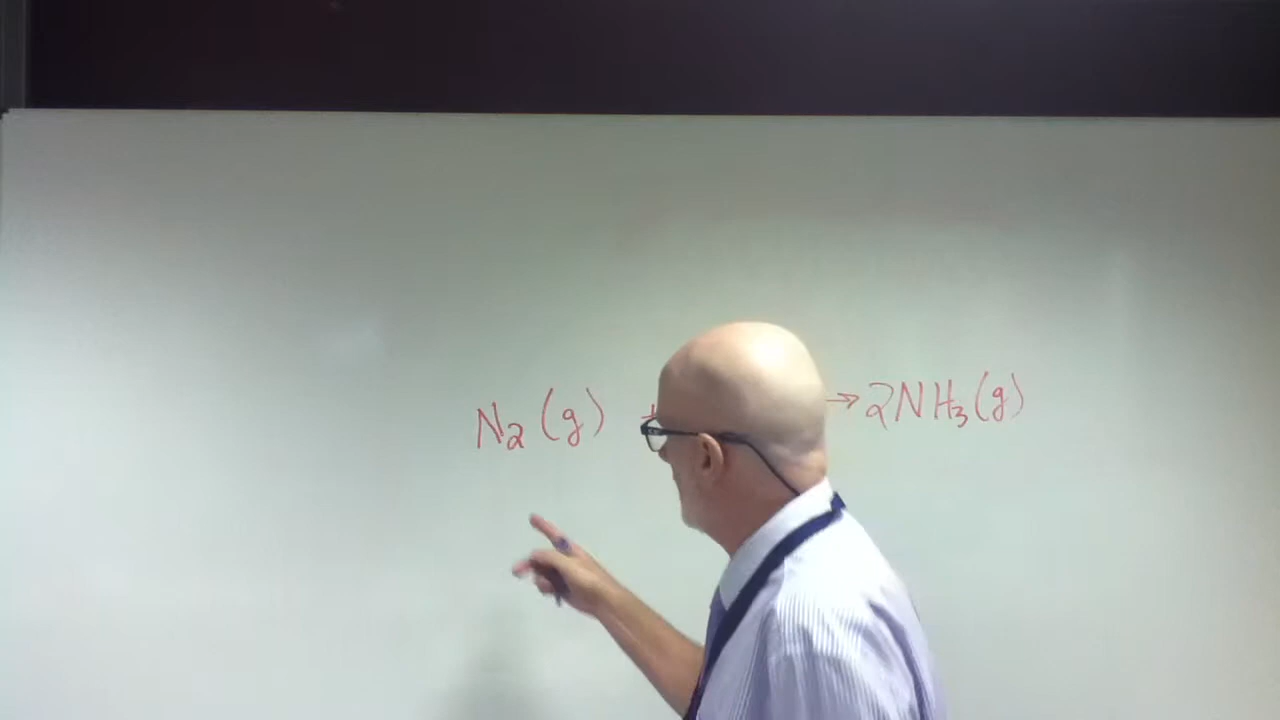 N₂ (g) + → 2NH₃(g)